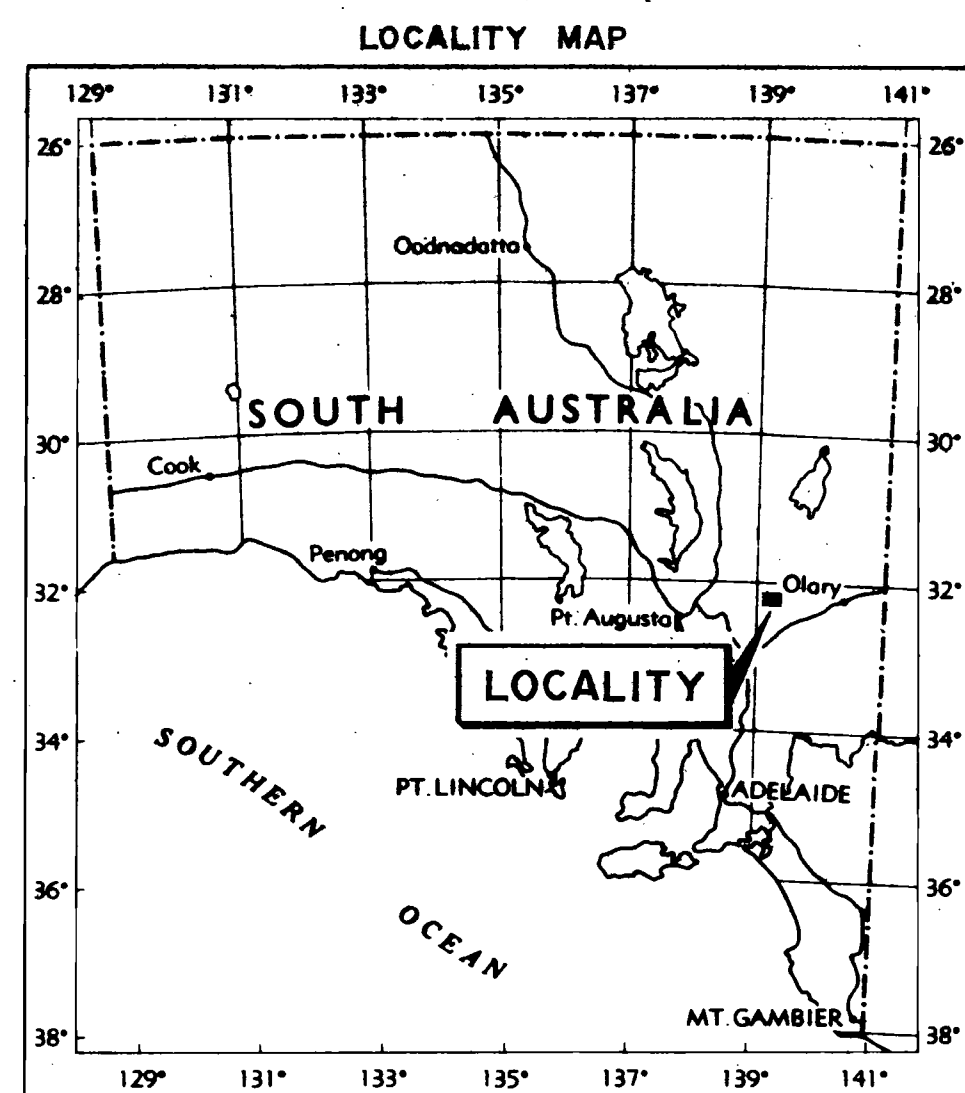 LOCALITY MAP
129° 131° 133° 135° 137° 139° 141°
26° 26°
Oodnadatta
28° 28°
SOUTH AUSTRALIA
30° 30°
Cook
Penong
32° Olary 32°
Pt. Augusta
LOCALITY
34° 34°
SOUTHERN
PT. LINCOLN
ADELAIDE
36° 36°
OCEAN
MT. GAMBIER
38° 38°
129° 131° 133° 135° 137° 139° 141°